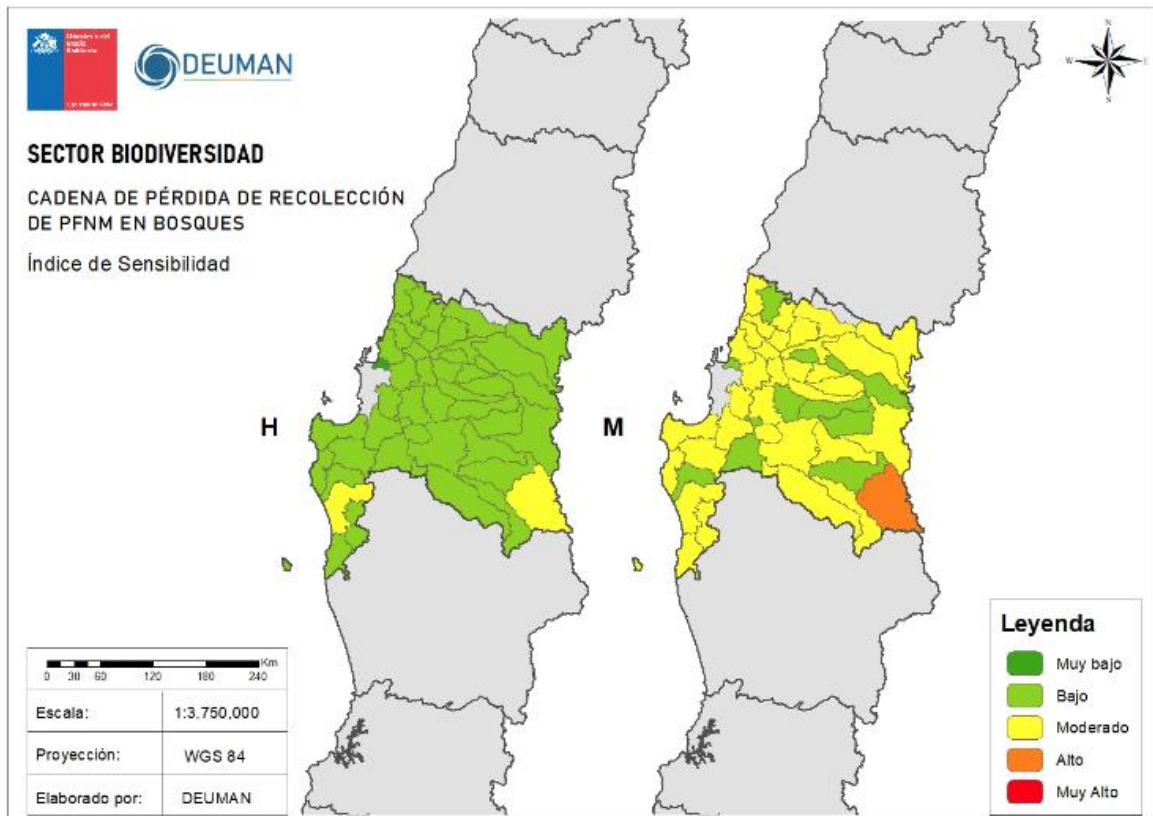 DEUMAN
SECTOR BIODIVERSIDAD
CADENA DE PÉRDIDA DE RECOLECCIÓN
DE PFNM EN BOSQUES
Índice de Sensibilidad
N
W
E
S
H
M
0 30 60 120 180 240 Km
Escala: 1:3,750,000
Proyección: WGS 84
Elaborado por: DEUMAN
Leyenda
Muy bajo
Bajo
Moderado
Alto
Muy Alto